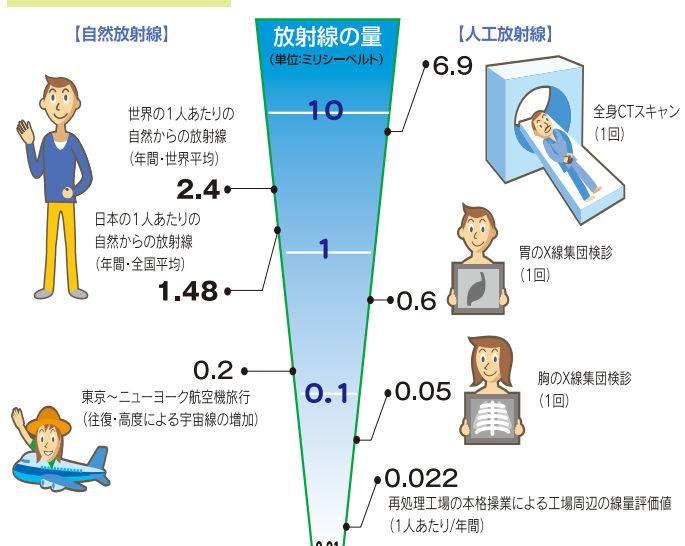 【自然放射線】
放射線の量
(単位:ミリシーベルト)
【人工放射線】
6.9
全身CTスキャン
(1回)
10
世界の1人あたりの
自然からの放射線
(年間・世界平均)
2.4
日本の1人あたりの
自然からの放射線
(年間・全国平均)
1.48
1
胃のX線集団検診
(1回)
0.6
0.2
東京～ニューヨーク航空機旅行
(往復・高度による宇宙線の増加)
0.1
胸のX線集団検診
(1回)
0.05
0.022
再処理工場の本格操業による工場周辺の線量評価値
(1人あたり/年間)
0.01